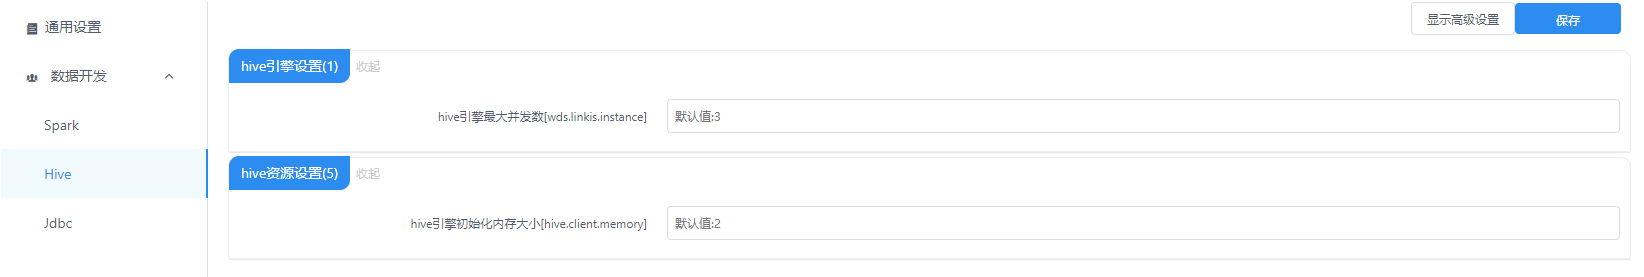 通用设置
数据开发
Spark
Hive
Jdbc
显示高级设置
保存
hive引擎设置(1)
收起
hive引擎最大并发数[wds.linkis.instance]
默认值:3
hive资源设置(5)
收起
hive引擎初始化内存大小[hive.client.memory]
默认值:2